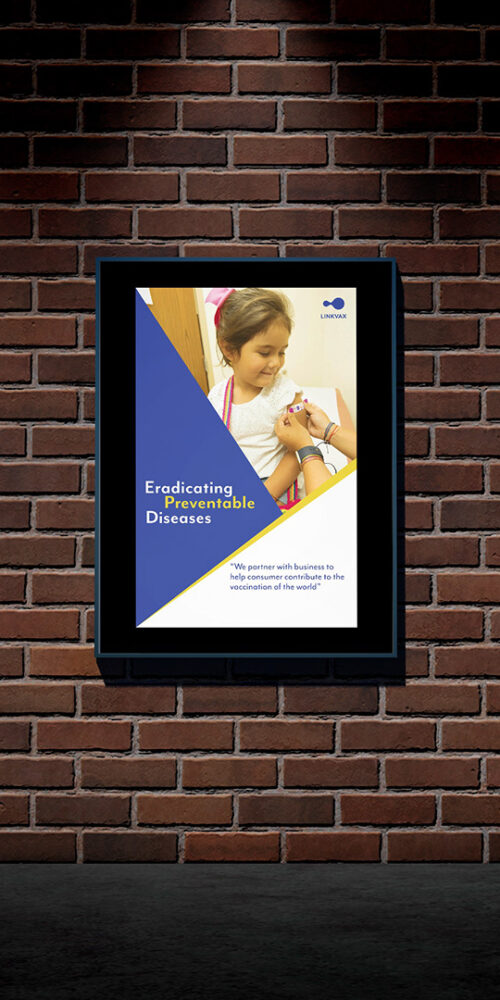 LINKVAX
Eradicating
Preventable
Diseases
"We partner with business to
help consumer contribute to the
vaccination of the world"